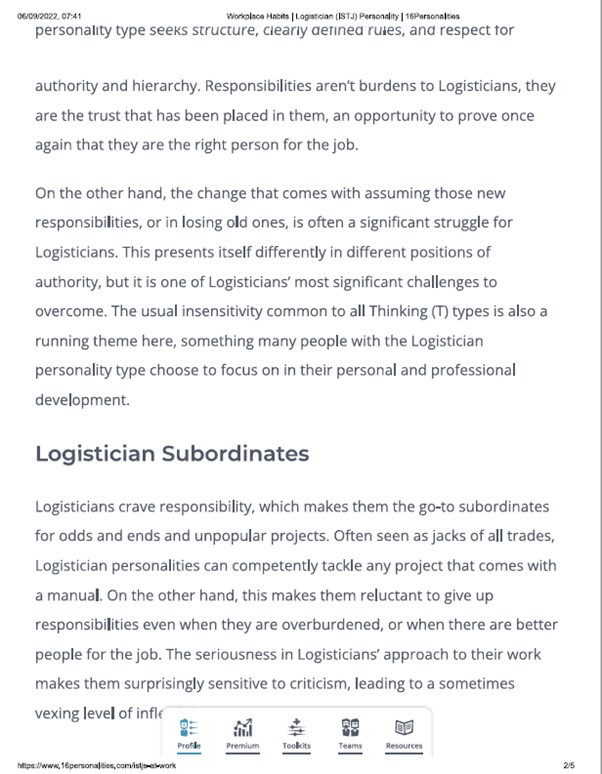 06/09/2022, 07:41 Workplace Habits | Logistician (ISTJ) Personality | 16Personalities
personality type seeks structure, clearly defined rules, and respect for
authority and hierarchy. Responsibilities aren’t burdens to Logisticians, they
are the trust that has been placed in them, an opportunity to prove once
again that they are the right person for the job.
On the other hand, the change that comes with assuming those new
responsibilities, or in losing old ones, is often a significant struggle for
Logisticians. This presents itself differently in different positions of
authority, but it is one of Logisticians’ most significant challenges to
overcome. The usual insensitivity common to all Thinking (T) types is also a
running theme here, something many people with the Logistician
personality type choose to focus on in their personal and professional
development.
Logistician Subordinates
Logisticians crave responsibility, which makes them the go-to subordinates
for odds and ends and unpopular projects. Often seen as jacks of all trades,
Logistician personalities can competently tackle any project that comes with
a manual. On the other hand, this makes them reluctant to give up
responsibilities even when they are overburdened, or when there are better
people for the job. The seriousness in Logisticians’ approach to their work
makes them surprisingly sensitive to criticism, leading to a sometimes
vexing level of
Profile Premium Toolkits Teams Resources
https://www.16personalities.com/istjs-at-work 2/5